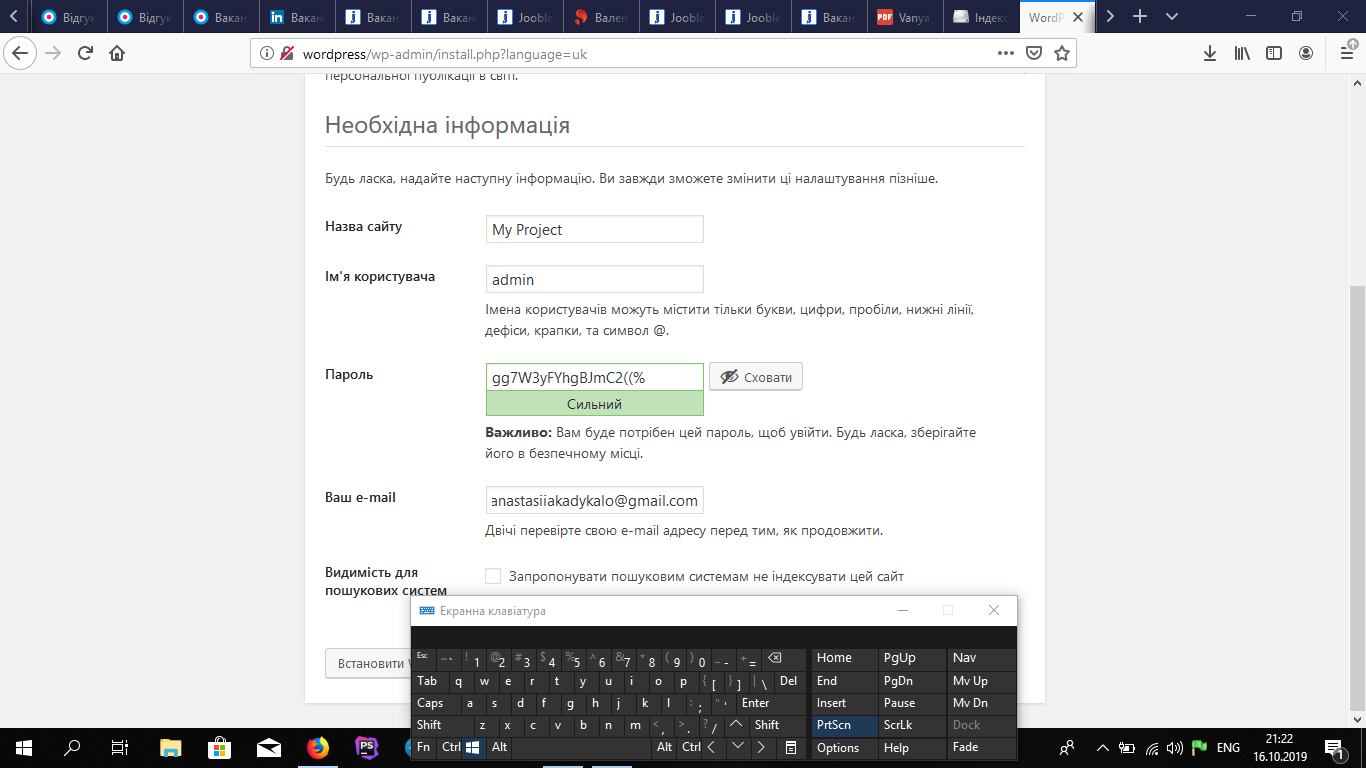 Відгук
Відгук
Вакан
Вакан
Вакан
Вакан
Jooble
Вален
Jooble
Jooble
Вакан
Vanya
Індекс
WordP
wordpress/wp-admin/install.php?language=uk
персональної публікації в світі.
Необхідна інформація
Будь ласка, надайте наступну інформацію. Ви завжди зможете змінити ці налаштування пізніше.
Назва сайту
My Project
Ім'я користувача
admin
Імена користувачів можуть містити тільки букви, цифри, пробіли, нижні лінії,
дефіси, крапки, та символ @.
Пароль
gg7W3yFYhgBJmC2((%
Сховати
Сильний
Важливо: Вам буде потрібен цей пароль, щоб увійти. Будь ласка, зберігайте
його в безпечному місці.
Ваш e-mail
anastasiiakadykalo@gmail.com
Двічі перевірте свою e-mail адресу перед тим, як продовжити.
Видимість для
пошукових систем
Запропонувати пошуковим системам не індексувати цей сайт
Встановити
Екранна клавіатура
Esc ~ ` ! 1 @ 2 # 3 $ 4 % 5 ^ 6 & 7 * 8 ( 9 ) 0 _ - + = Home PgUp Nav
Tab q w e r t y u i o p { [ } ] | \ Del End PgDn Mv Up
Caps a s d f g h j k l : ; " ' Enter Insert Pause Mv Dn
Shift z x c v b n m < , > . ? / Shift PrtScn ScrLk Dock
Fn Ctrl Alt Alt Ctrl Options Help Fade
ENG
21:22
16.10.2019
1